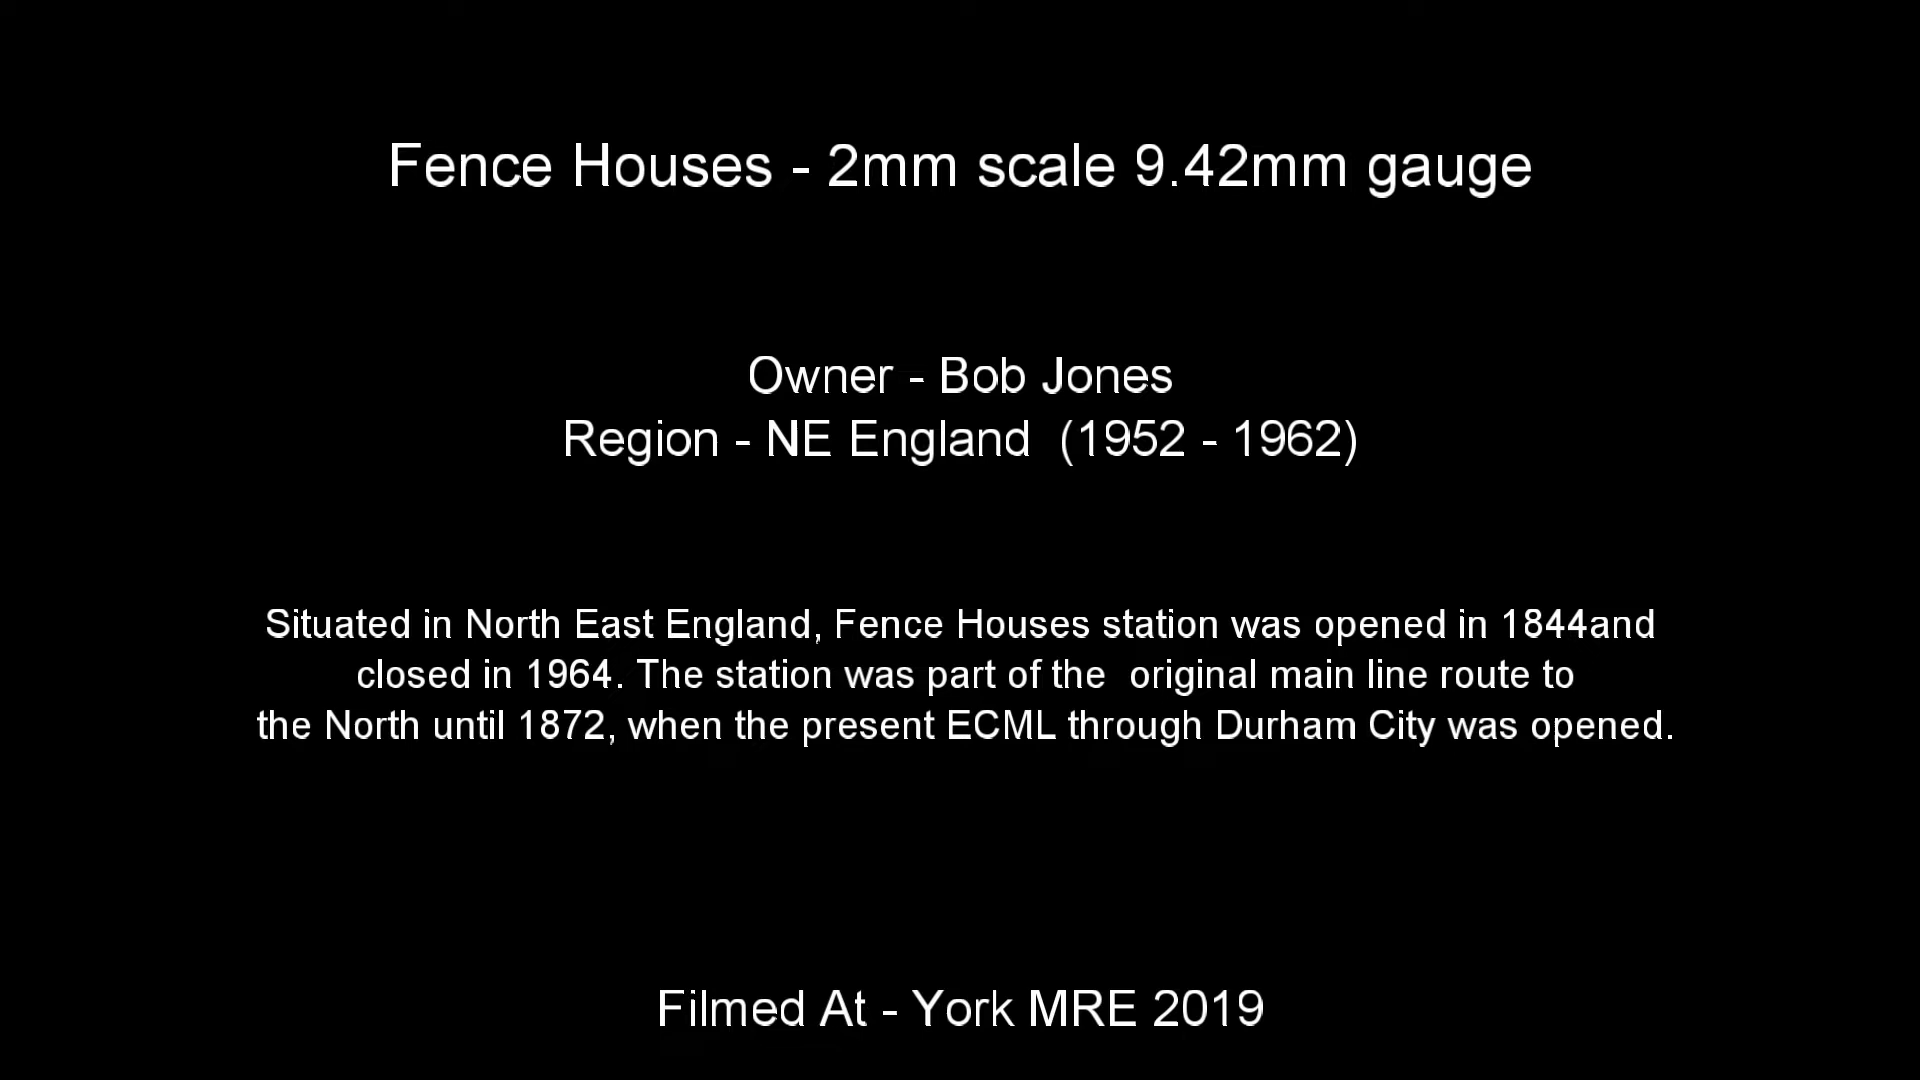 Fence Houses - 2mm scale 9.42mm gauge
Owner - Bob Jones
Region - NE England  (1952 - 1962)
Situated in North East England, Fence Houses station was opened in 1844and
closed in 1964. The station was part of the  original main line route to
the North until 1872, when the present ECML through Durham City was opened.
Filmed At - York MRE 2019